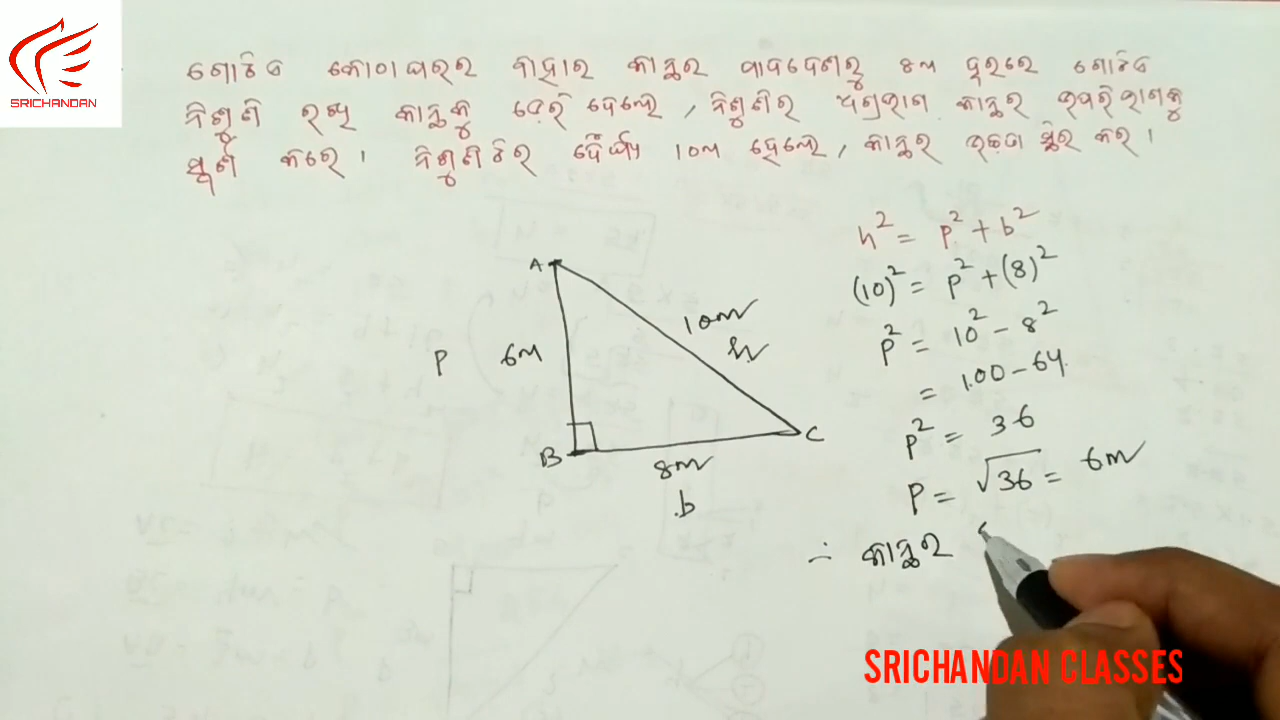 SRICHANDAN
ଗୋଟିଏ କୋଠାଘରର ବାହାର କାନ୍ଥର ପାଦଦେଶରୁ ୫m ଦୂରରେ ଗୋଟିଏ
ନିଶୁଣି ରଖି କାନ୍ଥକୁ ଡେରି ଦେଲେ, ନିଶୁଣିର ଅଗ୍ରଭାଗ କାନ୍ଥର ଉପରିଭାଗକୁ
ସ୍ପର୍ଶ କରେ । ନିଶୁଣିଟିର ଦୈର୍ଘ୍ୟ 10m ହେଲେ, କାନ୍ଥର ଉଚ୍ଚତା ସ୍ଥିର କର ।
h² = p² + b²
A
(10)² = p² + (8)²
10m
p² = 10² - 8²
P 6m
h
= 100 - 64
p² = 36
B C
8m
P = √36 = 6m
b
∴ କାନ୍ଥର
SRICHANDAN CLASSES